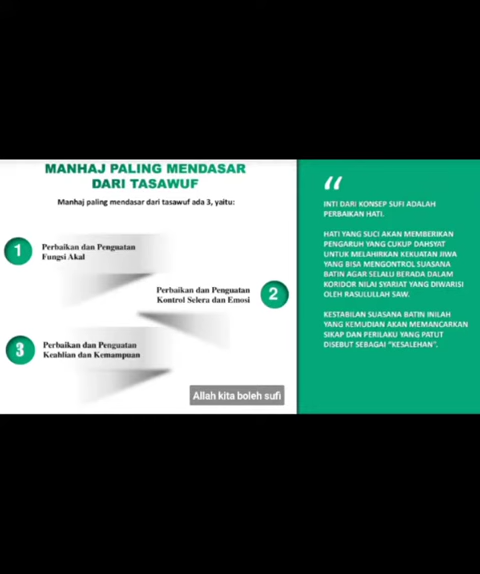 MANHAJ PALING MENDASAR
DARI TASAWUF
Manhaj paling mendasar dari tasawuf ada 3, yaitu:
1
Perbaikan dan Penguatan
Fungsi Akal
Perbaikan dan Penguatan
Kontrol Selera dan Emosi
2
3
Perbaikan dan Penguatan
Keahlian dan Kemampuan
Allah kita boleh sufi
“
INTI DARI KONSEP SUFI ADALAH
PERBAIKAN HATI.
HATI YANG SUCI AKAN MEMBERIKAN
PENGARUH YANG CUKUP DAHSYAT
UNTUK MELAHIRKAN KEKUATAN JIWA
YANG BISA MENGONTROL SUASANA
BATIN AGAR SELALU BERADA DALAM
KORIDOR NILAI SYARIAT YANG DIWARISI
OLEH RASULULLAH SAW.
KESTABILAN SUASANA BATIN INILAH
YANG KEMUDIAN AKAN MEMANCARKAN
SIKAP DAN PERILAKU YANG PATUT
DISEBUT SEBAGAI “KESALEHAN”.